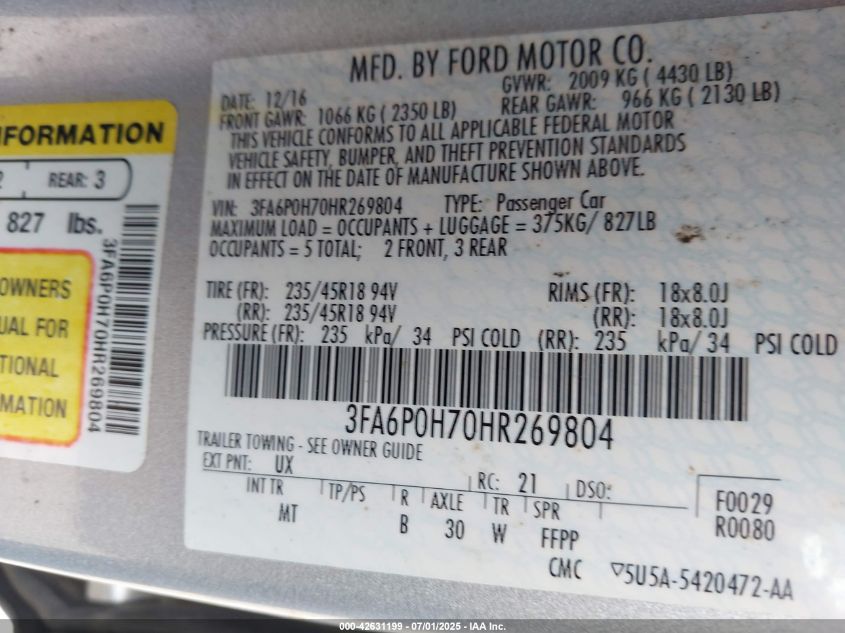 NFORMATION
REAR: 3
827 lbs.
OWNERS
UAL FOR
TIONAL
MATION
3FA6P0H70HR269804
MFD. BY FORD MOTOR CO.
DATE: 12/16 GVWR: 2009 KG ( 4430 LB)
FRONT GAWR: 1066 KG ( 2350 LB) REAR GAWR: 966 KG ( 2130 LB)
THIS VEHICLE CONFORMS TO ALL APPLICABLE FEDERAL MOTOR
VEHICLE SAFETY, BUMPER, AND THEFT PREVENTION STANDARDS
IN EFFECT ON THE DATE OF MANUFACTURE SHOWN ABOVE.
VIN: 3FA6P0H70HR269804 TYPE: Passenger Car
MAXIMUM LOAD = OCCUPANTS + LUGGAGE = 375KG/ 827LB
OCCUPANTS = 5 TOTAL; 2 FRONT, 3 REAR
TIRE (FR): 235/45R18 94V RIMS (FR): 18x8.0J
(RR): 235/45R18 94V (RR): 18x8.0J
PRESSURE (FR): 235 kPa/ 34 PSI COLD (RR): 235 kPa/ 34 PSI COLD
3FA6P0H70HR269804
TRAILER TOWING - SEE OWNER GUIDE
EXT PNT: UX RC: 21 DSO:
INT TR TP/PS R AXLE TR SPR F0029
MT B 30 W FFPP R0080
CMC ▽5U5A-5420472-AA
000-42631199 - 07/01/2025 - IAA Inc.